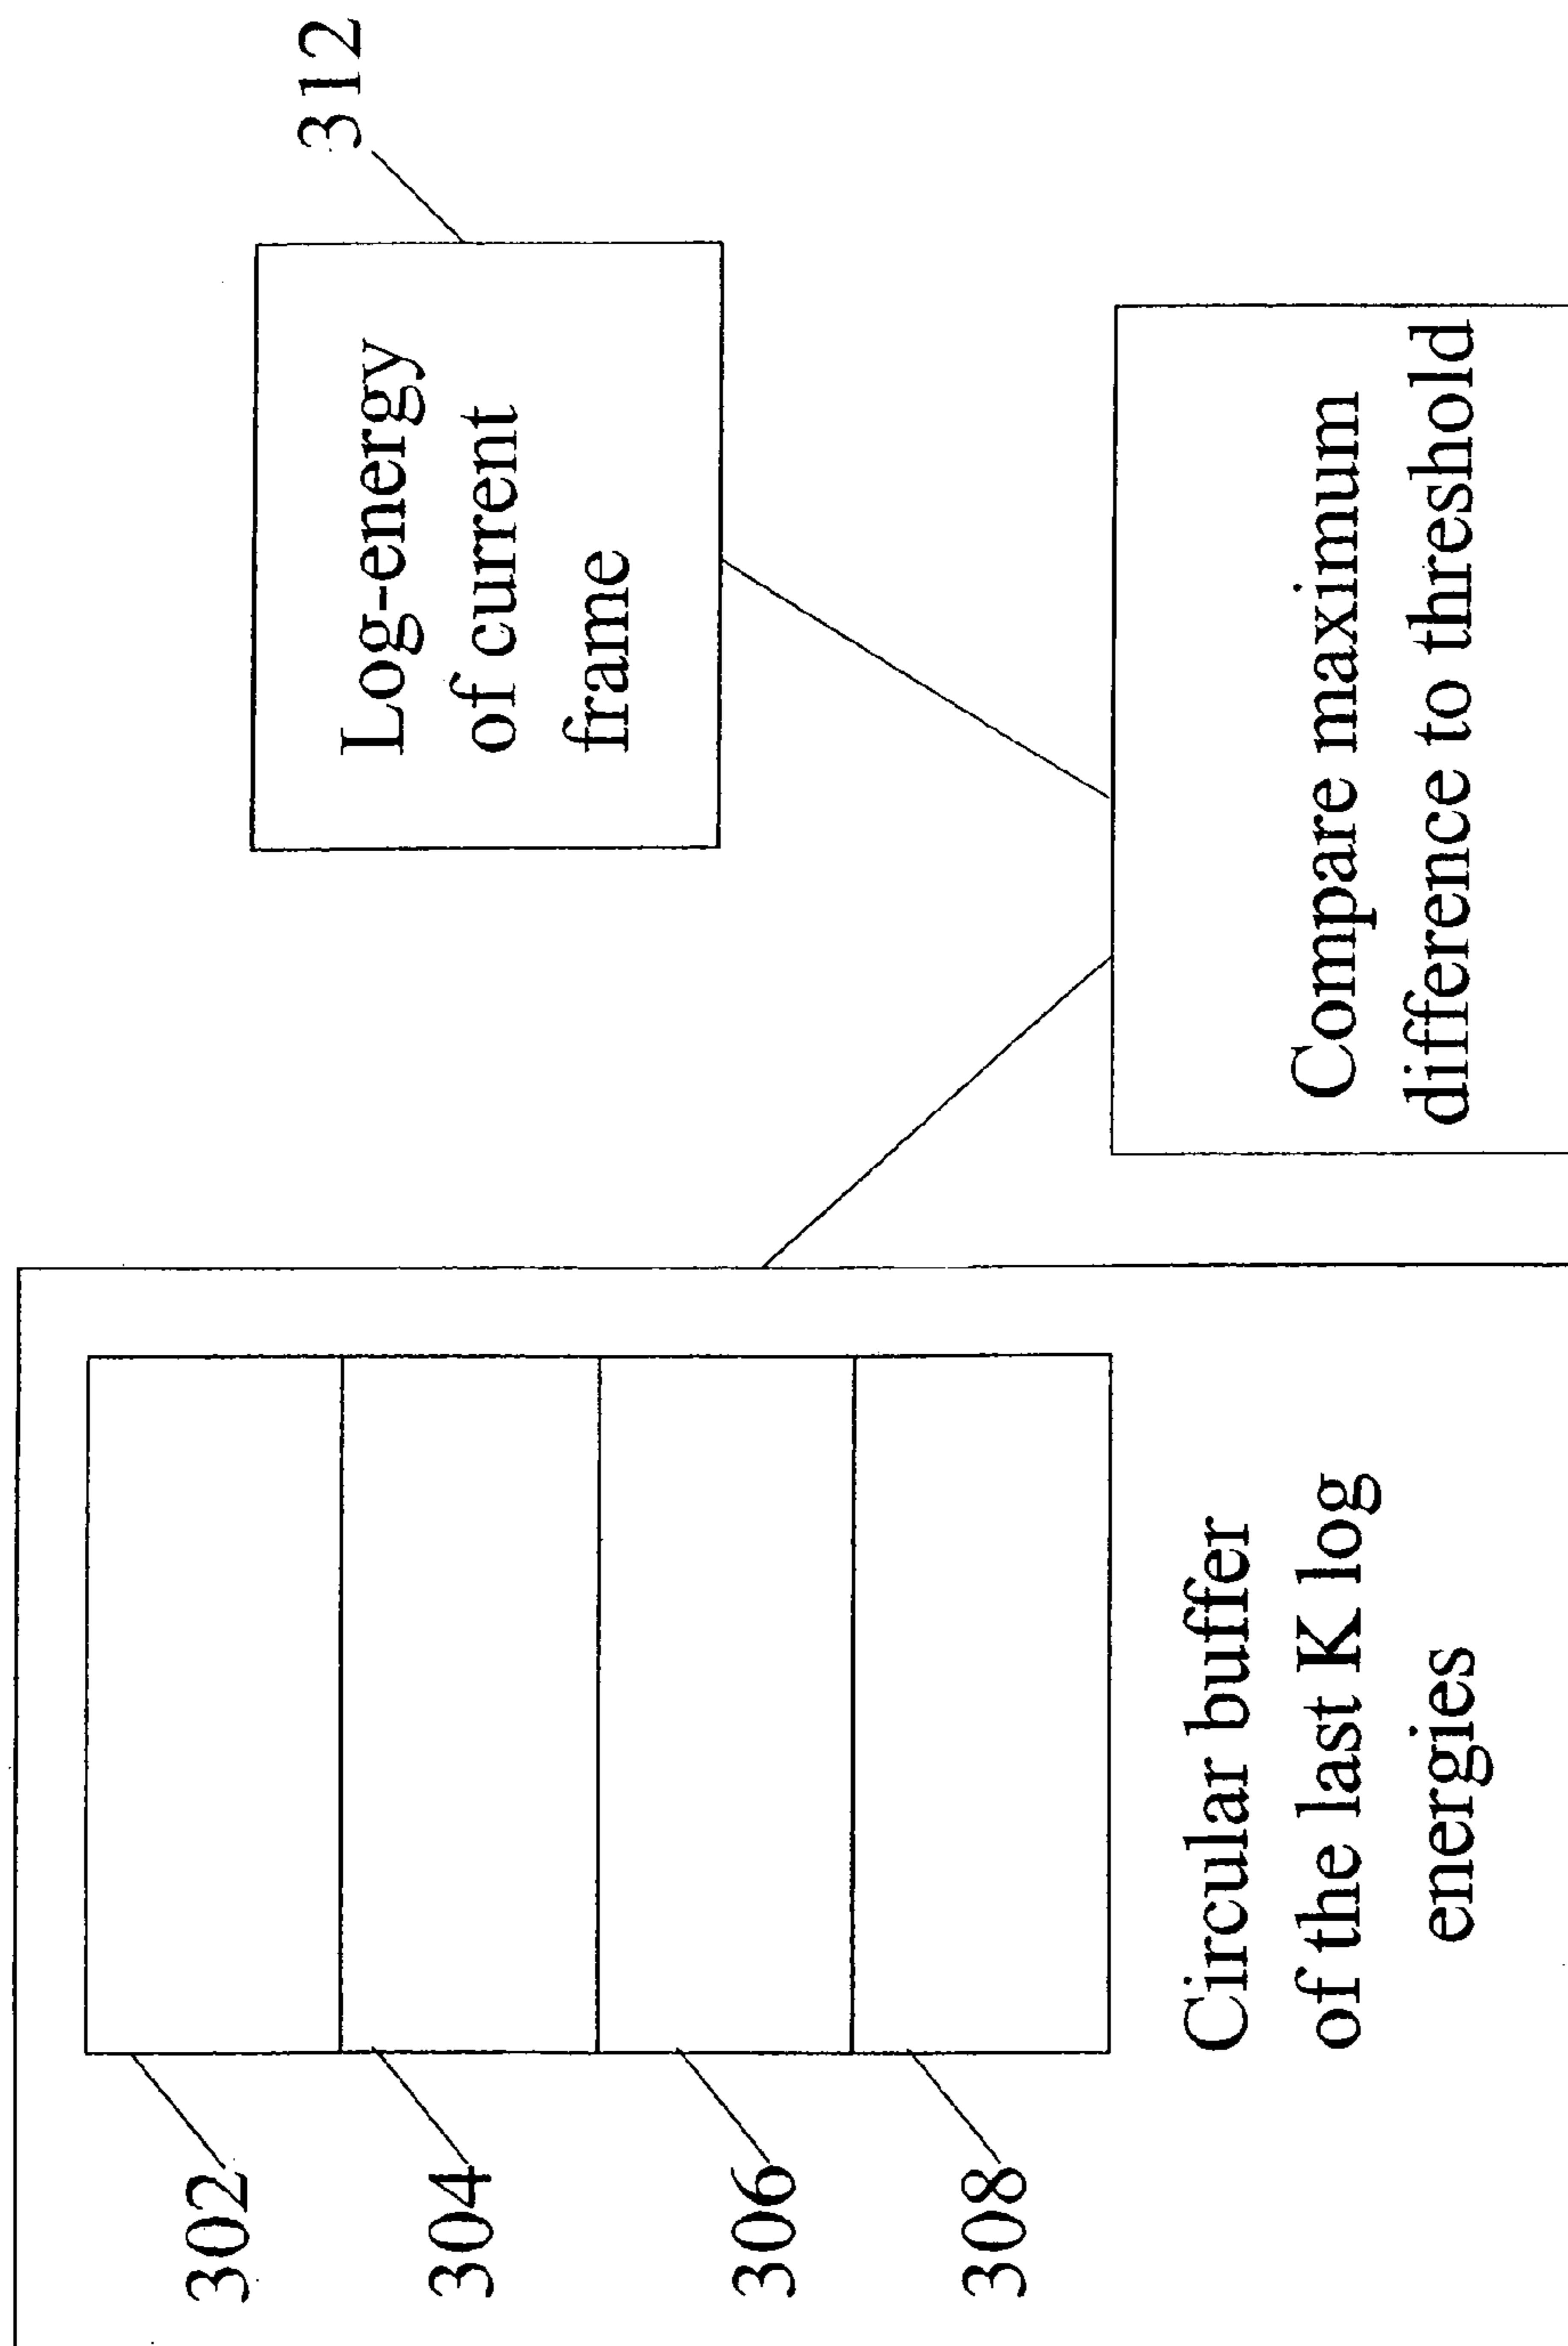 302
304
306
308
Circular buffer
of the last K log
energies
312
Log-energy
of current
frame
Compare maximum
difference to threshold